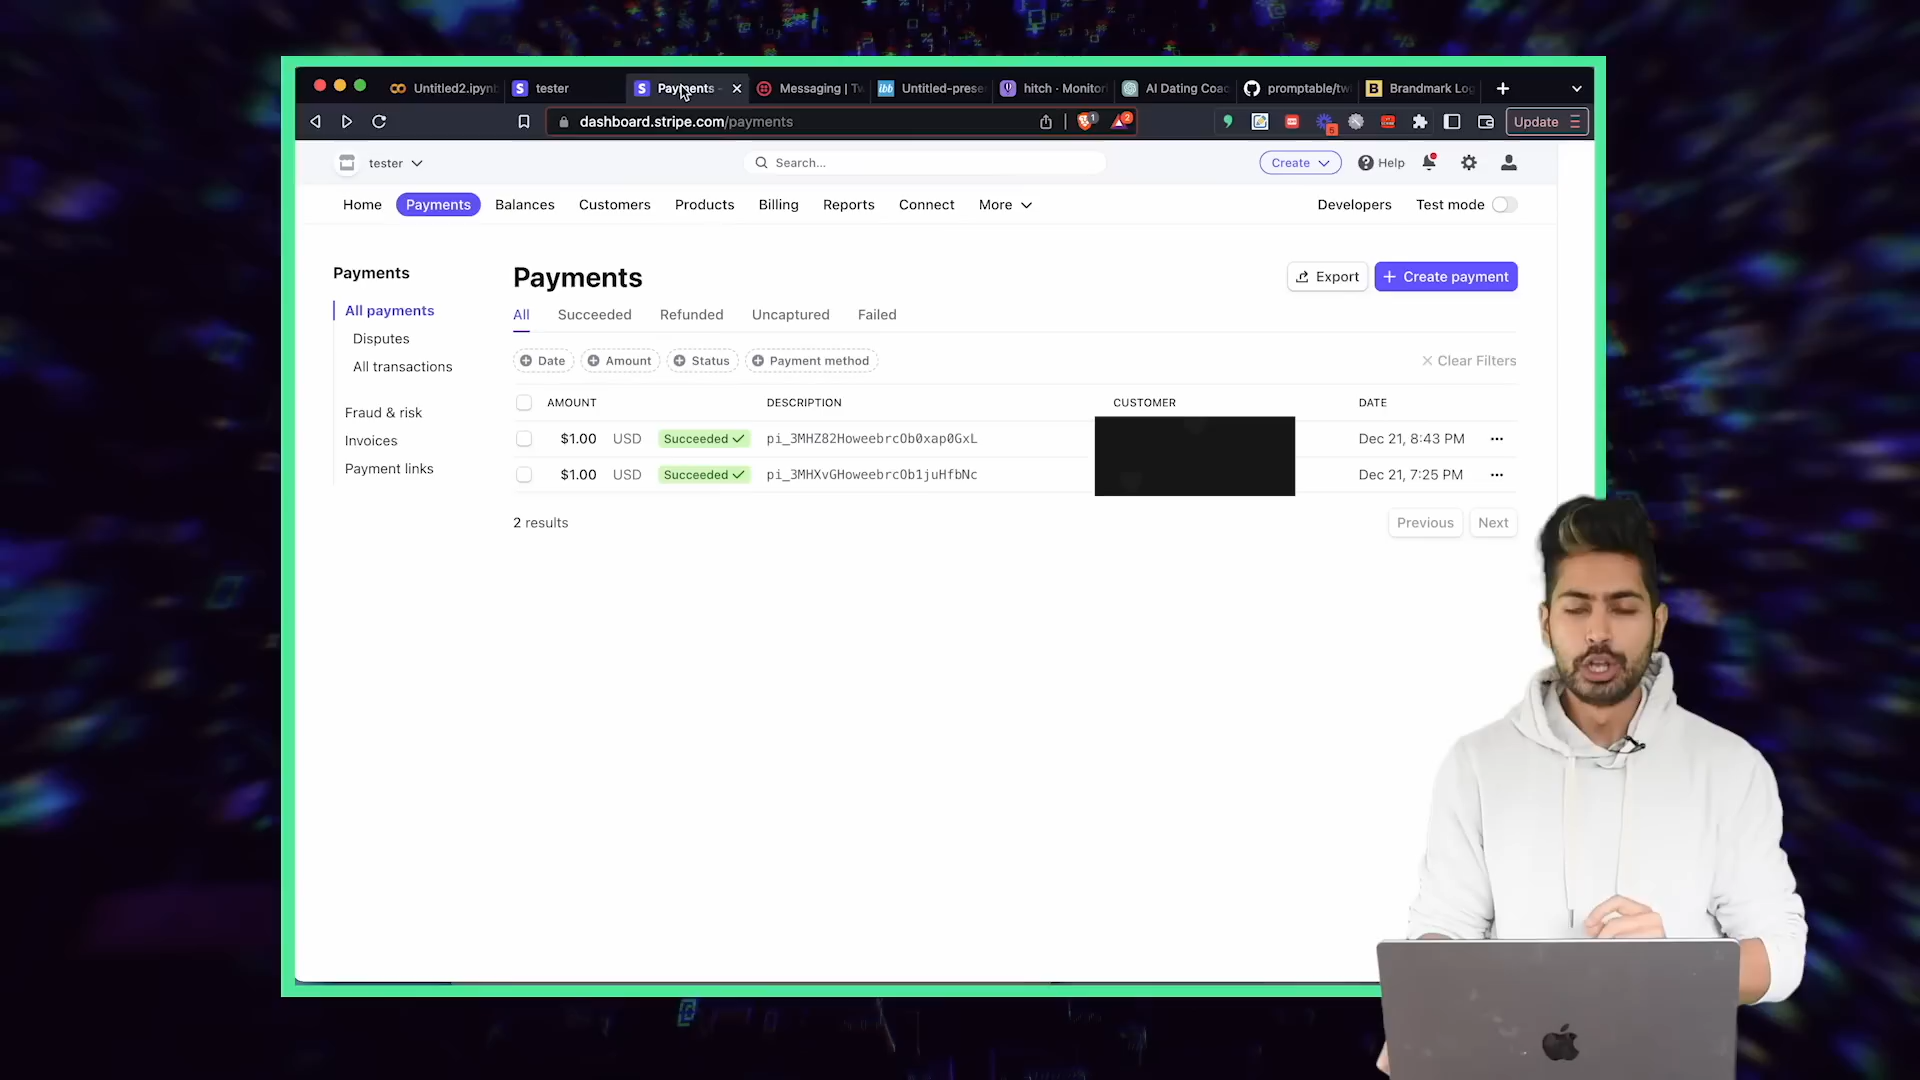 Untitled2.ipynb
tester
Payments -
Messaging | Tw
Untitled-prese
hitch · Monitor
AI Dating Coac
promptable/tw
Brandmark Log
dashboard.stripe.com/payments
Update
tester
Search...
Create
Help
Home
Payments
Balances
Customers
Products
Billing
Reports
Connect
More
Developers
Test mode
Payments
All payments
Disputes
All transactions
Fraud & risk
Invoices
Payment links
Payments
Export
+ Create payment
All
Succeeded
Refunded
Uncaptured
Failed
Date
Amount
Status
Payment method
Clear Filters
AMOUNT DESCRIPTION CUSTOMER DATE
$1.00 USD Succeeded pi_3MHZ82HoweebrcOb0xap0GxL Dec 21, 8:43 PM
$1.00 USD Succeeded pi_3MHXvGHoweebrcOb1juHfbNc Dec 21, 7:25 PM
2 results
Previous
Next